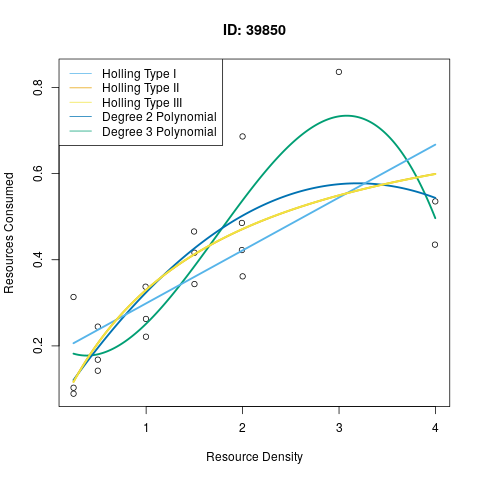 ID: 39850
Holling Type I
Holling Type II
Holling Type III
Degree 2 Polynomial
Degree 3 Polynomial
Resources Consumed
0.8
0.6
0.4
0.2
1 2 3 4
Resource Density